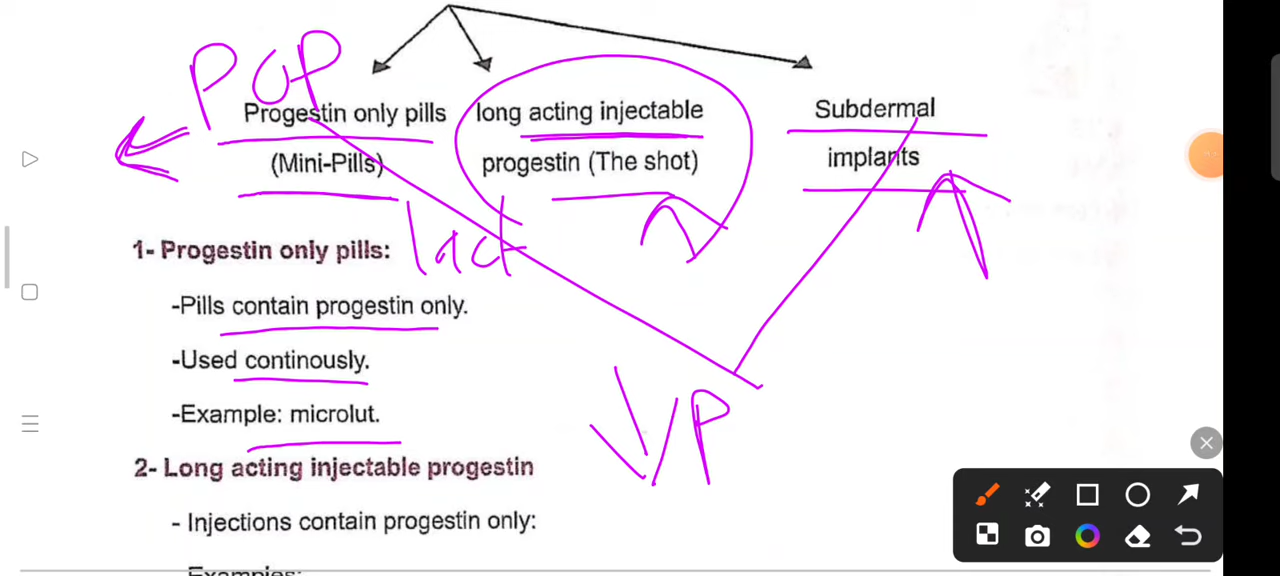 POP
Progestin only pills long acting injectable Subdermal
(Mini-Pills) progestin (The shot) implants
lact
1- Progestin only pills:
-Pills contain progestin only.
-Used continously.
-Example: microlut.
↓ P
2- Long acting injectable progestin
- Injections contain progestin only:
Examples: